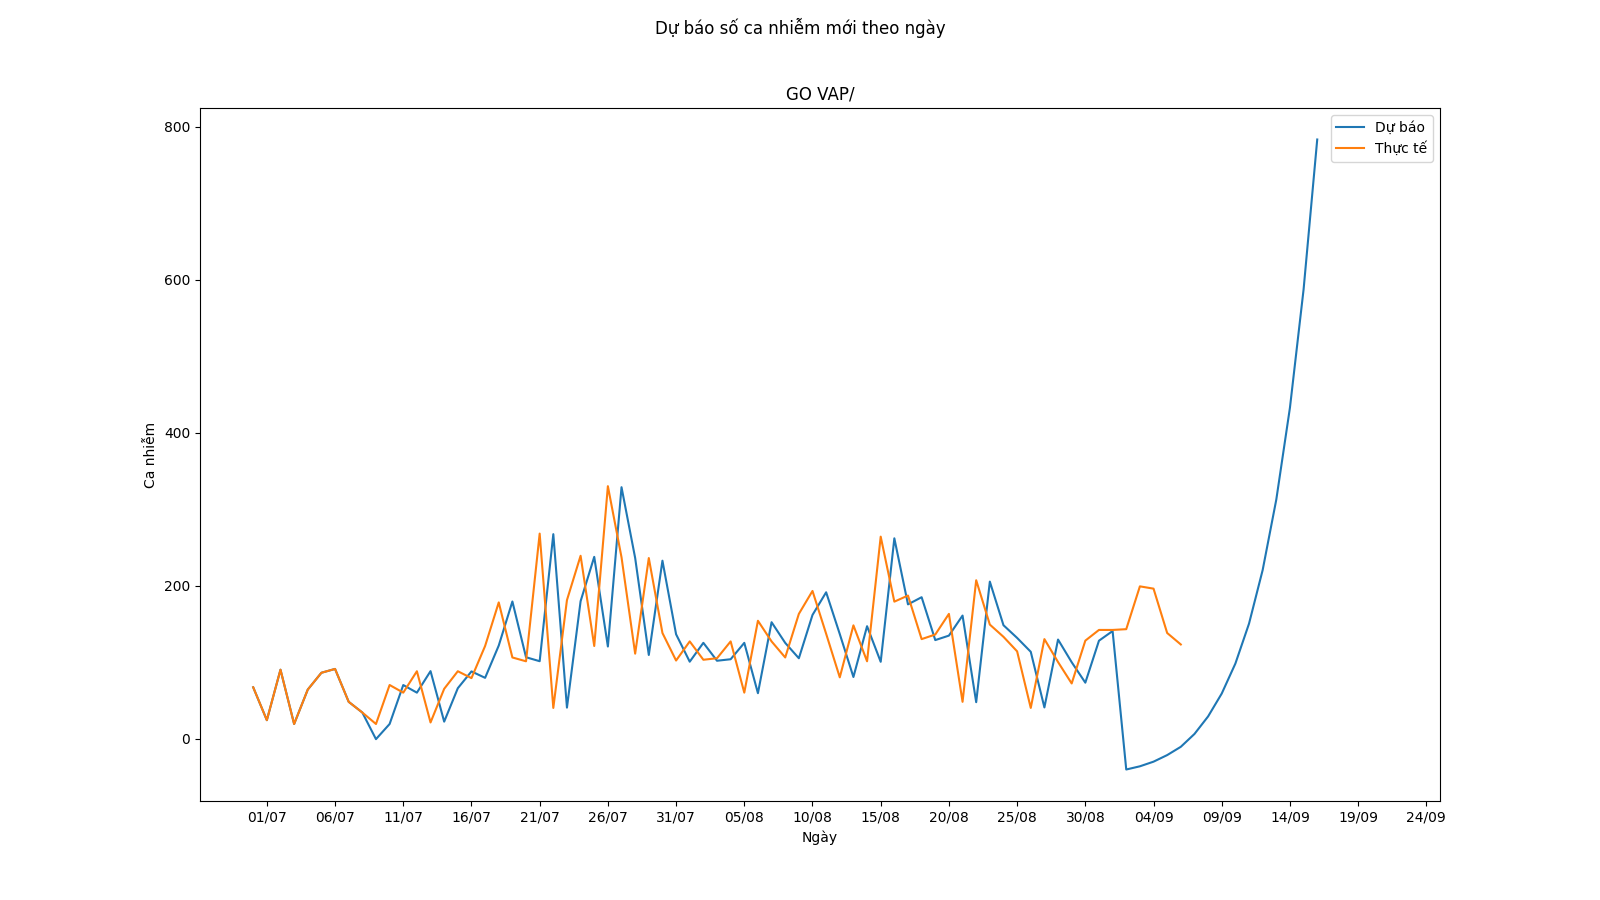 Dự báo số ca nhiễm mới theo ngày
GO VAP/
Dự báo
Thực tế
800
600
400
200
0
Ca nhiễm
01/07 06/07 11/07 16/07 21/07 26/07 31/07 05/08 10/08 15/08 20/08 25/08 30/08 04/09 09/09 14/09 19/09 24/09
Ngày